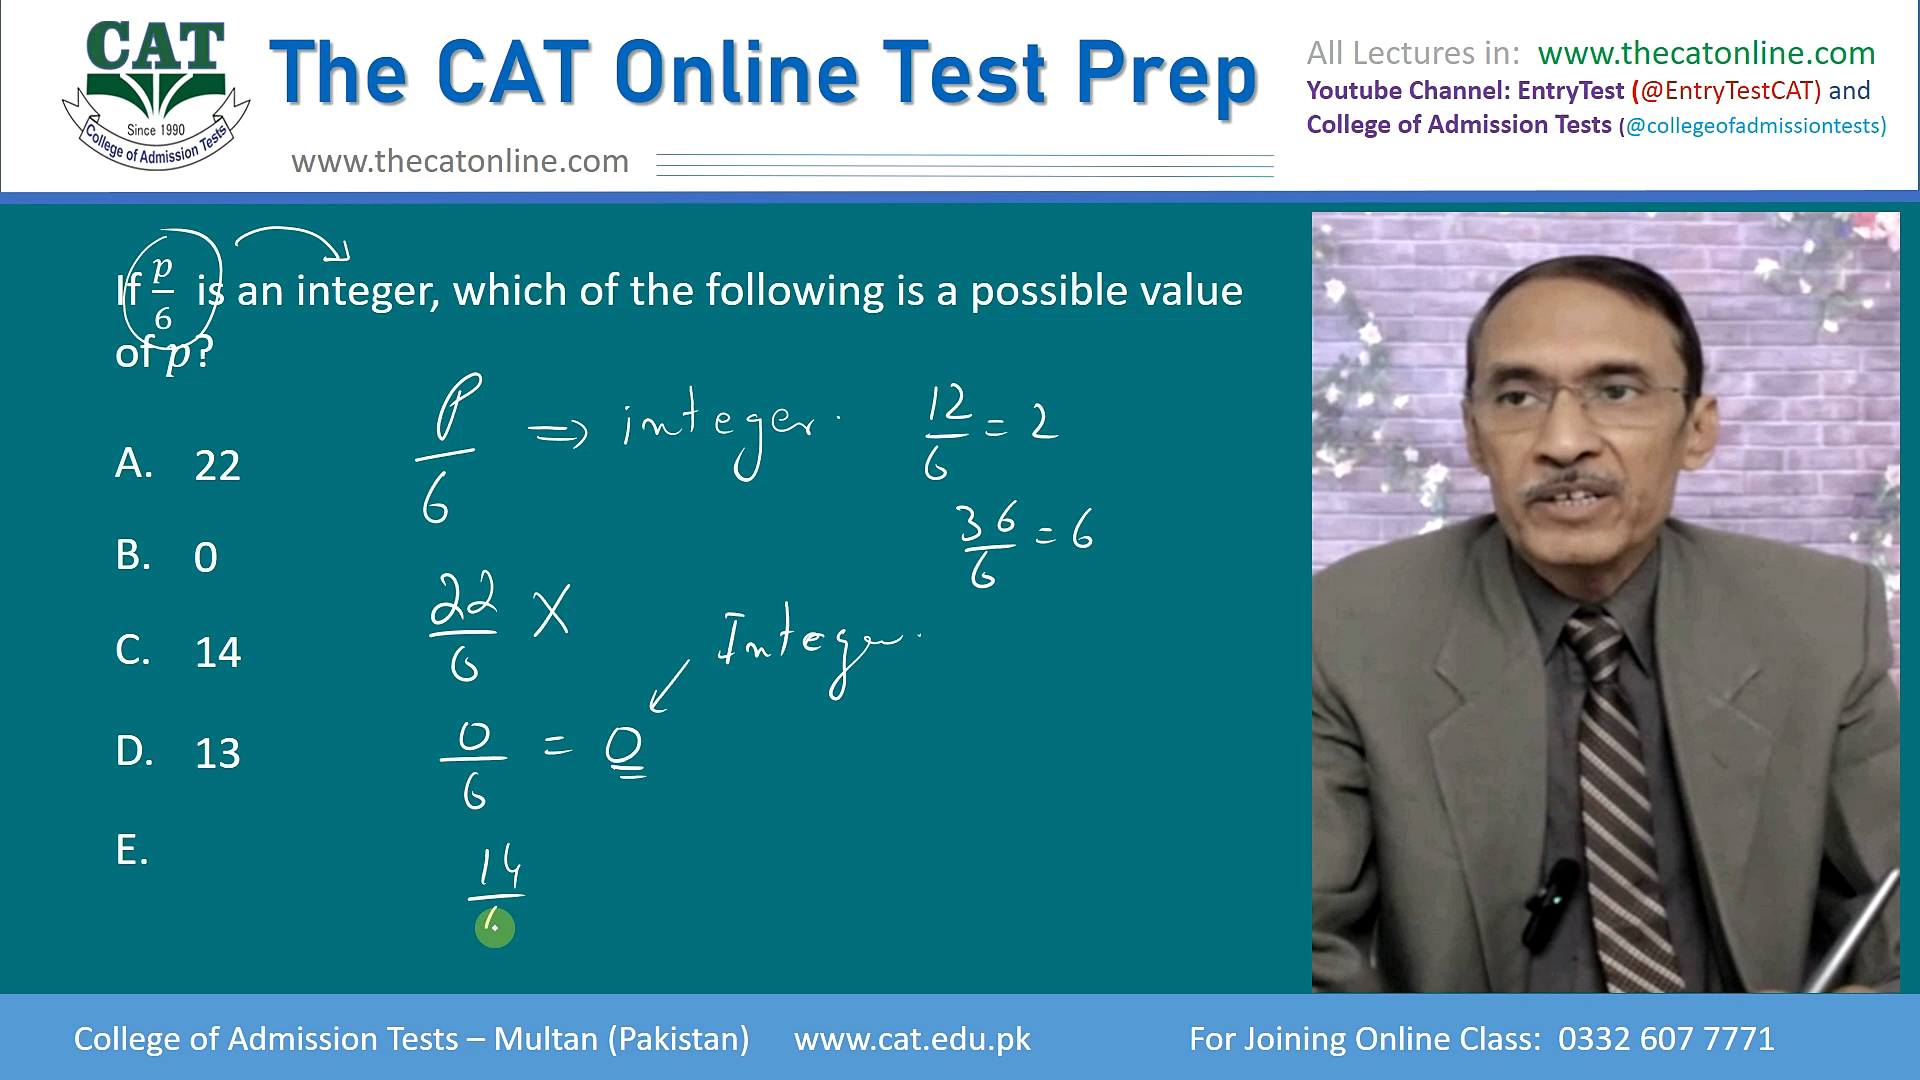 CAT
Since 1990
College of Admission Tests
The CAT Online Test Prep
www.thecatonline.com
All Lectures in: www.thecatonline.com
Youtube Channel: EntryTest (@EntryTestCAT) and
College of Admission Tests (@collegeofadmissiontests)
If p/6 is an integer, which of the following is a possible value
of p?
A. 22
B. 0
C. 14
D. 13
E.
P/6 ⇒ integer.
12/6 = 2
36/6 = 6
22/6 X
Integer.
0/6 = 0
14
College of Admission Tests – Multan (Pakistan) www.cat.edu.pk For Joining Online Class: 0332 607 7771